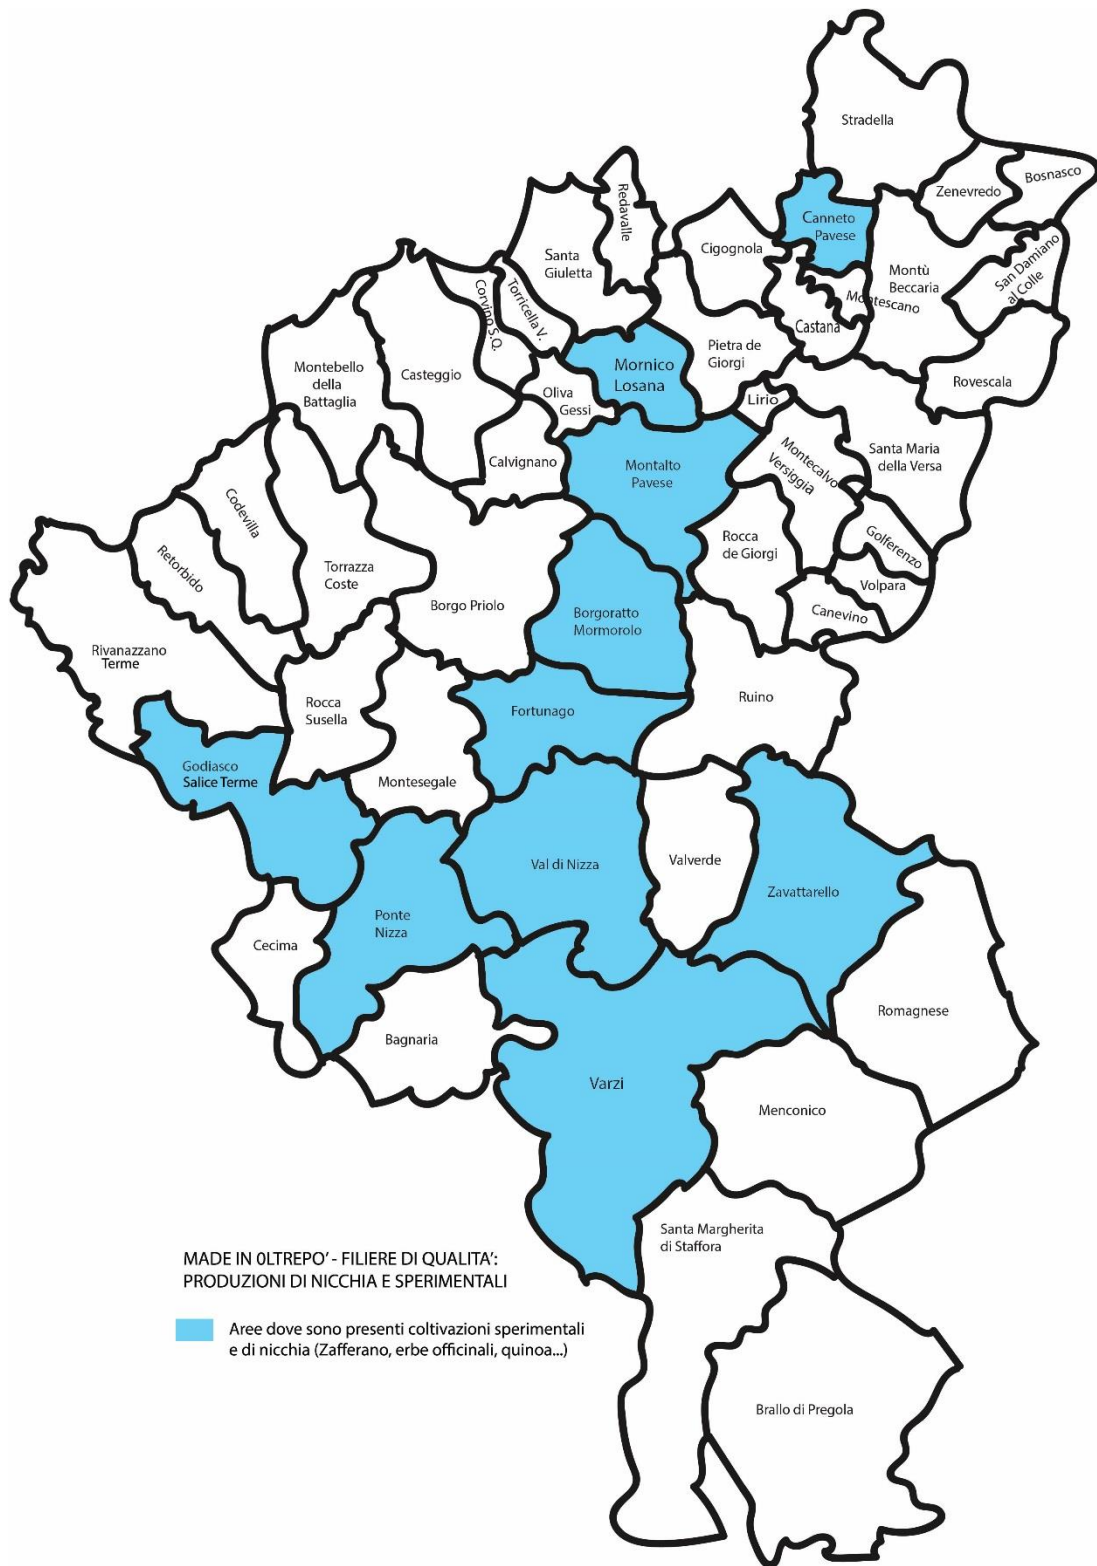 Stradella
Bosnasco
Zenevredo
Redavalle
Canneto
Pavese
Cigognola
Santa
Giuletta
San Damiano
al Colle
Montù
Beccaria
Montescano
Corvino S.Q.
Torricella V.
Castana
Pietra de
Giorgi
Mornico
Losana
Montebello
della
Battaglia
Casteggio
Rovescala
Oliva
Gessi
Lirio
Santa Maria
della Versa
Calvignano
Montalto
Pavese
Montecalvo
Versiggia
Codevilla
Golferenzo
Rocca
de Giorgi
Retorbido
Torrazza
Coste
Volpara
Borgo Priolo
Borgoratto
Mormorolo
Canevino
Rivanazzano
Terme
Rocca
Susella
Ruino
Fortunago
Godiasco
Salice Terme
Montesegale
Val di Nizza
Valverde
Zavattarello
Ponte
Nizza
Cecima
Romagnese
Bagnaria
Varzi
Menconico
Santa Margherita
di Staffora
MADE IN 0LTREPO' - FILIERE DI QUALITA':
PRODUZIONI DI NICCHIA E SPERIMENTALI
Aree dove sono presenti coltivazioni sperimentali
e di nicchia (Zafferano, erbe officinali, quinoa...)
Brallo di Pregola